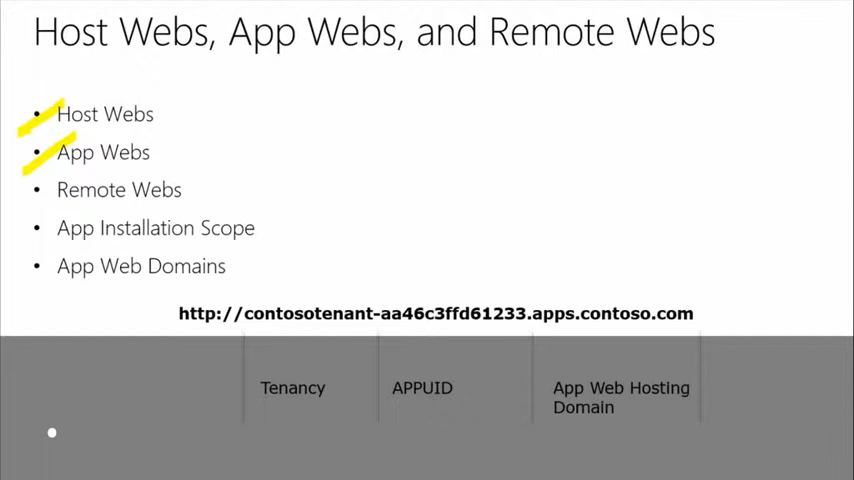 Host Webs, App Webs, and Remote Webs
• Host Webs
• App Webs
• Remote Webs
• App Installation Scope
• App Web Domains
http://contosotenant-aa46c3ffd61233.apps.contoso.com
Tenancy
APPUID
App Web Hosting
Domain